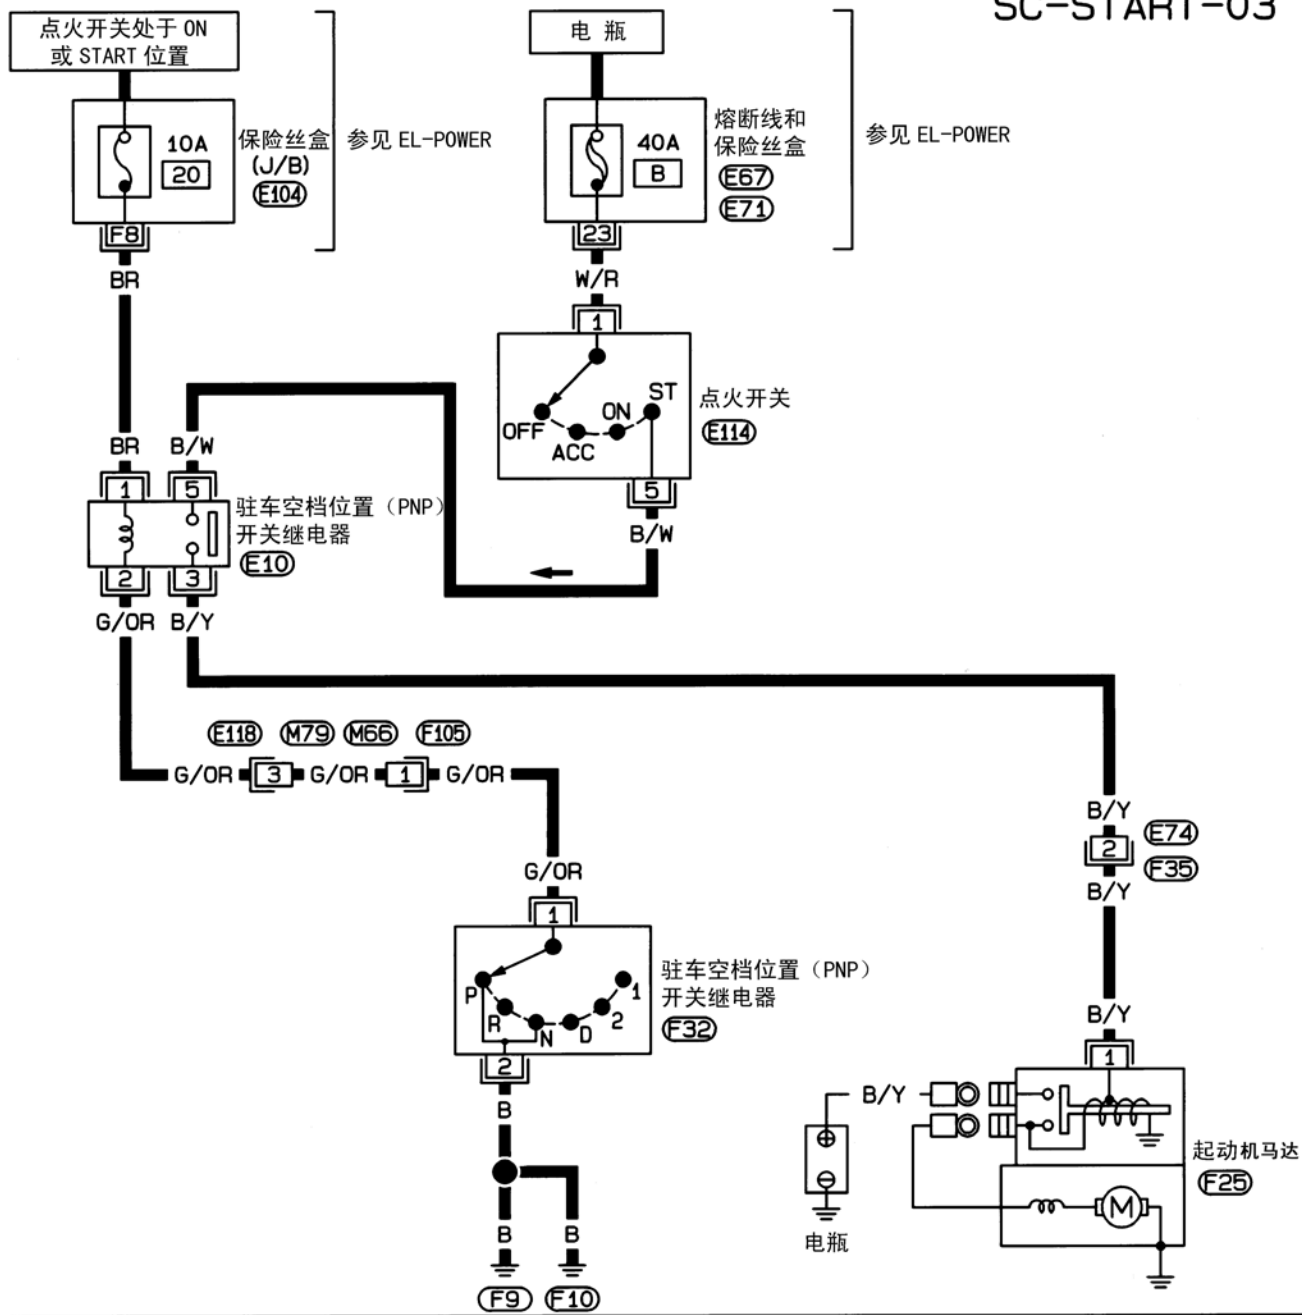 SC-START-03
点火开关处于 ON
或 START 位置
电 瓶
10A
20
保险丝盒
(J/B)
E104
参见 EL-POWER
40A
B
熔断线和
保险丝盒
E67
E71
参见 EL-POWER
F8
23
BR
W/R
1
ST
ON
OFF
ACC
点火开关
E114
5
B/W
BR
B/W
1
5
驻车空档位置（PNP）
开关继电器
E10
2
3
G/OR
B/Y
E118
M79
M66
F105
G/OR
3
G/OR
1
G/OR
B/Y
2
E74
F35
B/Y
G/OR
1
P
R
N
D
2
1
驻车空档位置（PNP）
开关继电器
F32
2
B
B/Y
1
B/Y
起动机马达
F25
M
电瓶
B
B
F9
F10